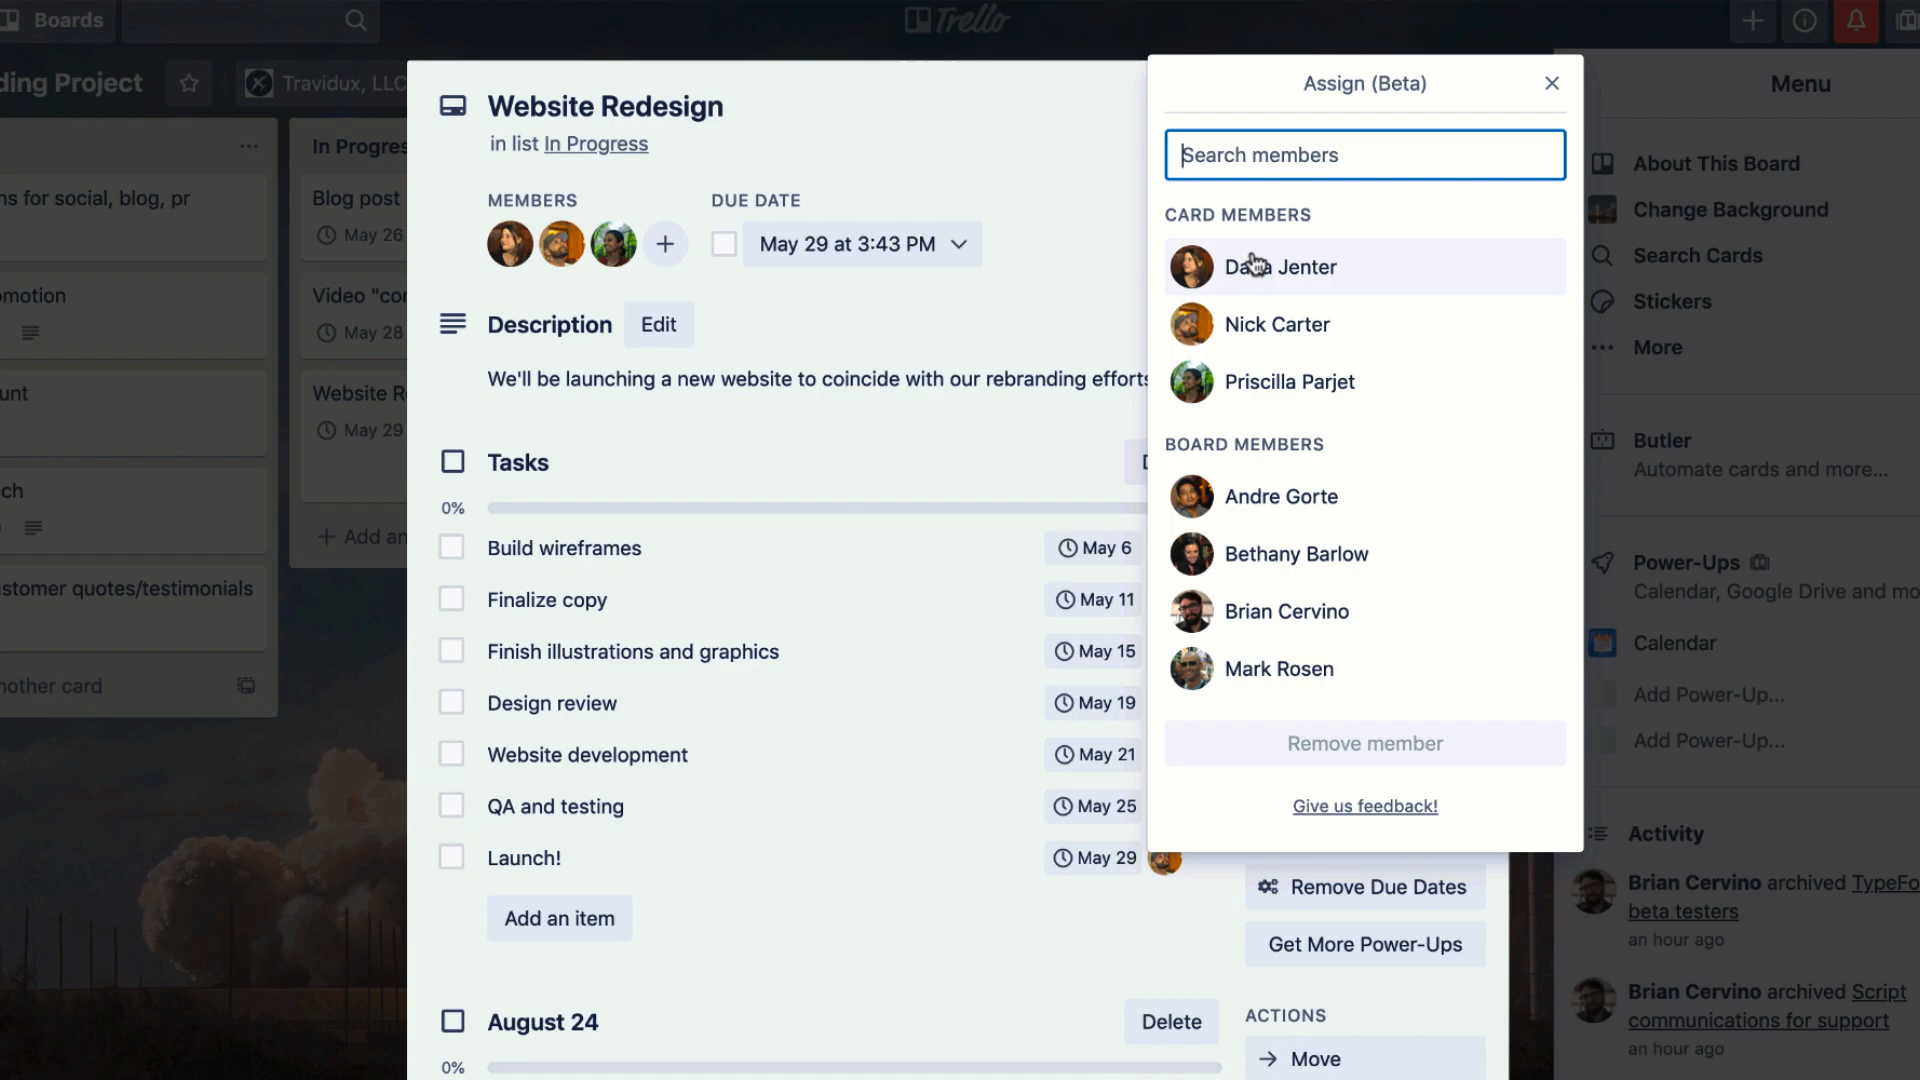 Boards
Trello
ding Project
Travidux, LLC
Menu
ns for social, blog, pr
omotion
unt
ch
ustomer quotes/testimonials
nother card
In Progres
Blog post
May 26
Video "cor
May 28
Website R
May 29
+ Add an
Website Redesign
in list In Progress
MEMBERS
DUE DATE
May 29 at 3:43 PM
Description
Edit
We'll be launching a new website to coincide with our rebranding efforts
Tasks
0%
Build wireframes
May 6
Finalize copy
May 11
Finish illustrations and graphics
May 15
Design review
May 19
Website development
May 21
QA and testing
May 25
Launch!
May 29
Add an item
August 24
Delete
0%
Assign (Beta)
Search members
CARD MEMBERS
Jenter
Nick Carter
Priscilla Parjet
BOARD MEMBERS
Andre Gorte
Bethany Barlow
Brian Cervino
Mark Rosen
Remove member
Give us feedback!
Remove Due Dates
Get More Power-Ups
ACTIONS
Move
About This Board
Change Background
Search Cards
Stickers
More
Butler
Automate cards and more...
Power-Ups
Calendar, Google Drive and mo
Calendar
Add Power-Up...
Add Power-Up...
Activity
Brian Cervino archived TypeFo
beta testers
an hour ago
Brian Cervino archived Script
communications for support
an hour ago